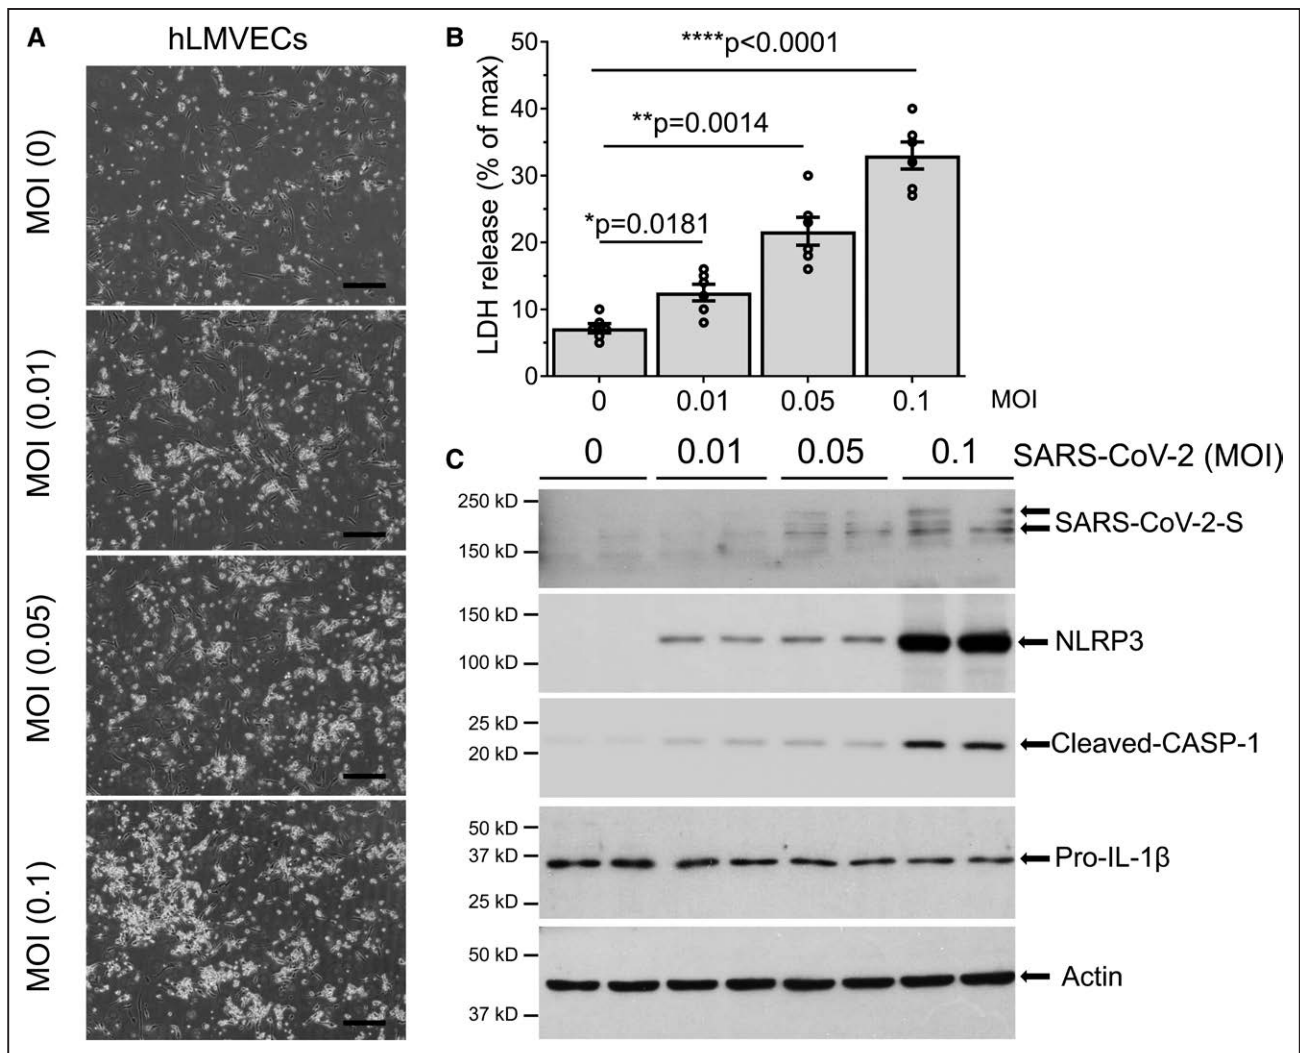 A
hLMVECs
MOI (0)
MOI (0.01)
MOI (0.05)
MOI (0.1)
B
LDH release (% of max)
50
40
30
20
10
0
****p<0.0001
**p=0.0014
*p=0.0181
0 0.01 0.05 0.1 MOI
C
0 0.01 0.05 0.1 SARS-CoV-2 (MOI)
250 kD
150 kD
SARS-CoV-2-S
150 kD
100 kD
NLRP3
25 kD
20 kD
Cleaved-CASP-1
50 kD
37 kD
25 kD
Pro-IL-1β
50 kD
37 kD
Actin